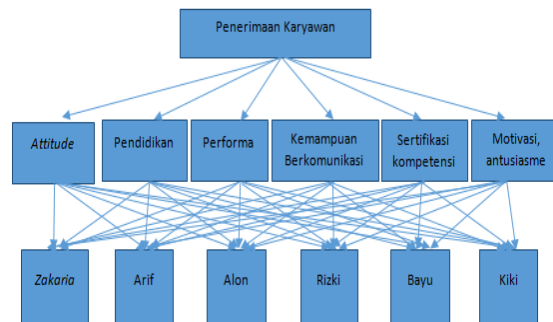 Penerimaan Karyawan
Attitude
Pendidikan
Performa
Kemampuan
Berkomunikasi
Sertifikasi
kompetensi
Motivasi,
antusiasme
Zakaria
Arif
Alon
Rizki
Bayu
Kiki